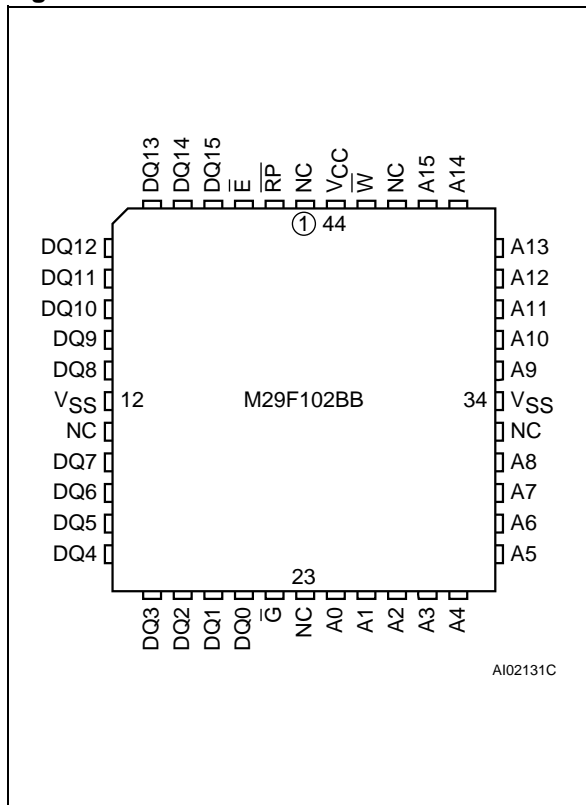 DQ13
DQ14
DQ15
E̅
R̅P̅
NC
VCC
W̅
NC
A15
A14
1 44
DQ12
DQ11
DQ10
DQ9
DQ8
VSS 12
NC
DQ7
DQ6
DQ5
DQ4
M29F102BB
A13
A12
A11
A10
A9
34 VSS
NC
A8
A7
A6
A5
23
DQ3
DQ2
DQ1
DQ0
G̅
NC
A0
A1
A2
A3
A4
AI02131C